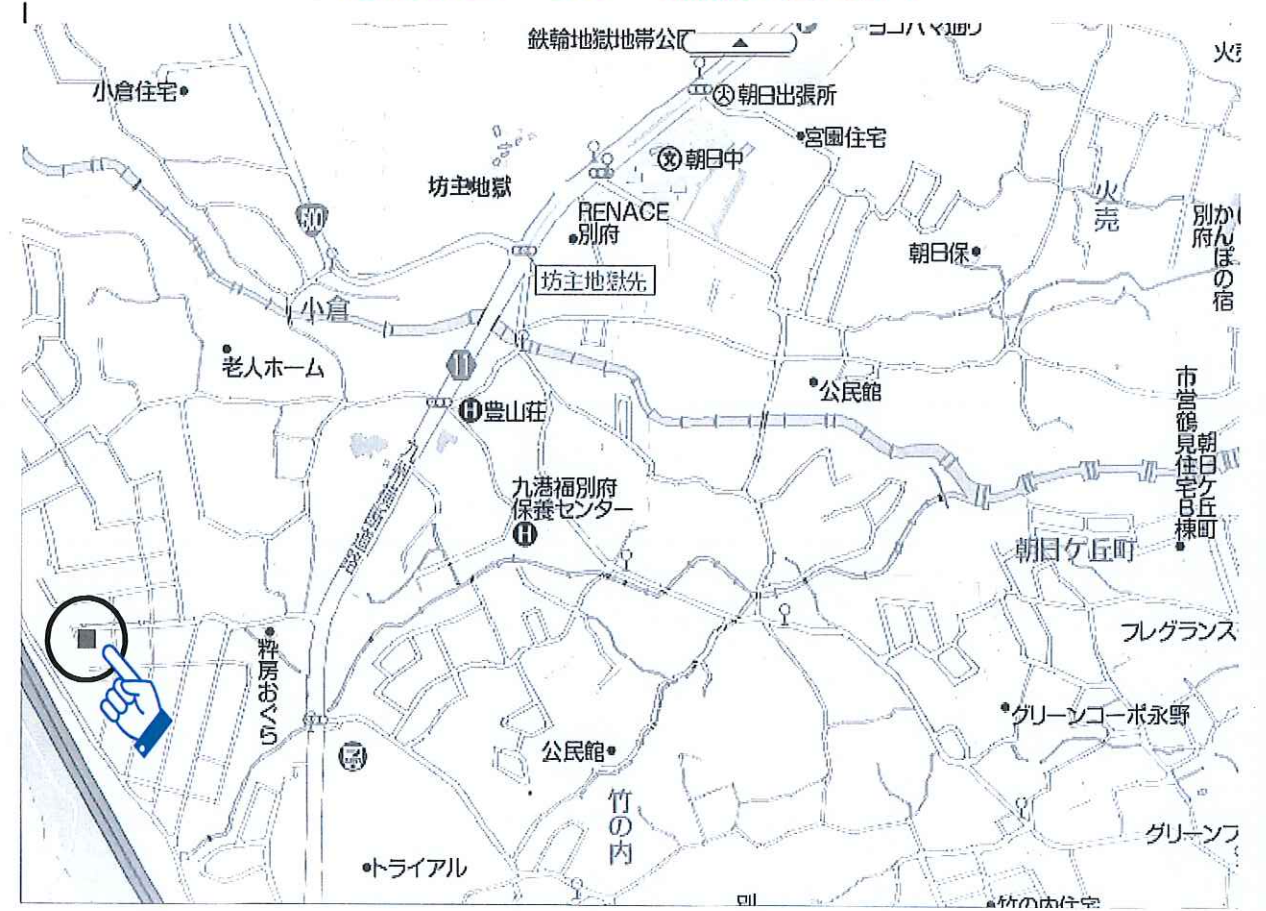 鉄輪地獄地帯公
ヨコハマ通り
小倉住宅
朝日出張所
宮園住宅
朝日中
坊主地獄
火売
RENACE
別府
朝日保
別府
かんぽの宿
500
坊主地獄先
小倉
老人ホーム
11
公民館
豊山荘
市営鶴見住宅B棟
朝日ケ丘町
九港福別府
保養センター
朝日ケ丘町
粋房おぐら
フレグランス
グリーンコーポ永野
公民館
竹の内
グリーンフ
トライアル
竹の内住宅